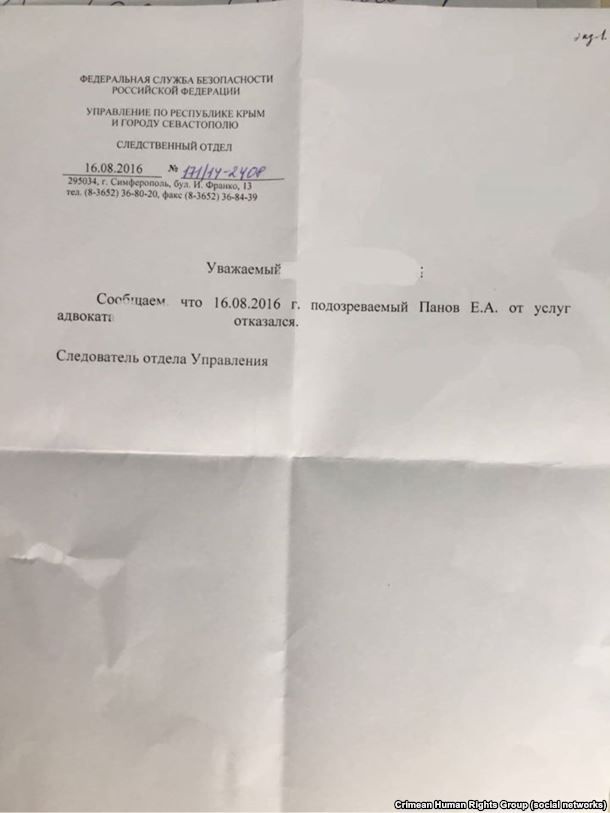 ФЕДЕРАЛЬНАЯ СЛУЖБА БЕЗОПАСНОСТИ
РОССИЙСКОЙ ФЕДЕРАЦИИ
УПРАВЛЕНИЕ ПО РЕСПУБЛИКЕ КРЫМ
И ГОРОДУ СЕВАСТОПОЛЮ
СЛЕДСТВЕННЫЙ ОТДЕЛ
16.08.2016 № 171/14-2408
295034, г. Симферополь, бул. И. Франко, 13
тел. (8-3652) 36-80-20, факс (8-3652) 36-84-39
Уважаемый :
Сообщаем, что 16.08.2016 г. подозреваемый Панов Е.А. от услуг
адвоката отказался.
Следователь отдела Управления
Crimean Human Rights Group (social networks)